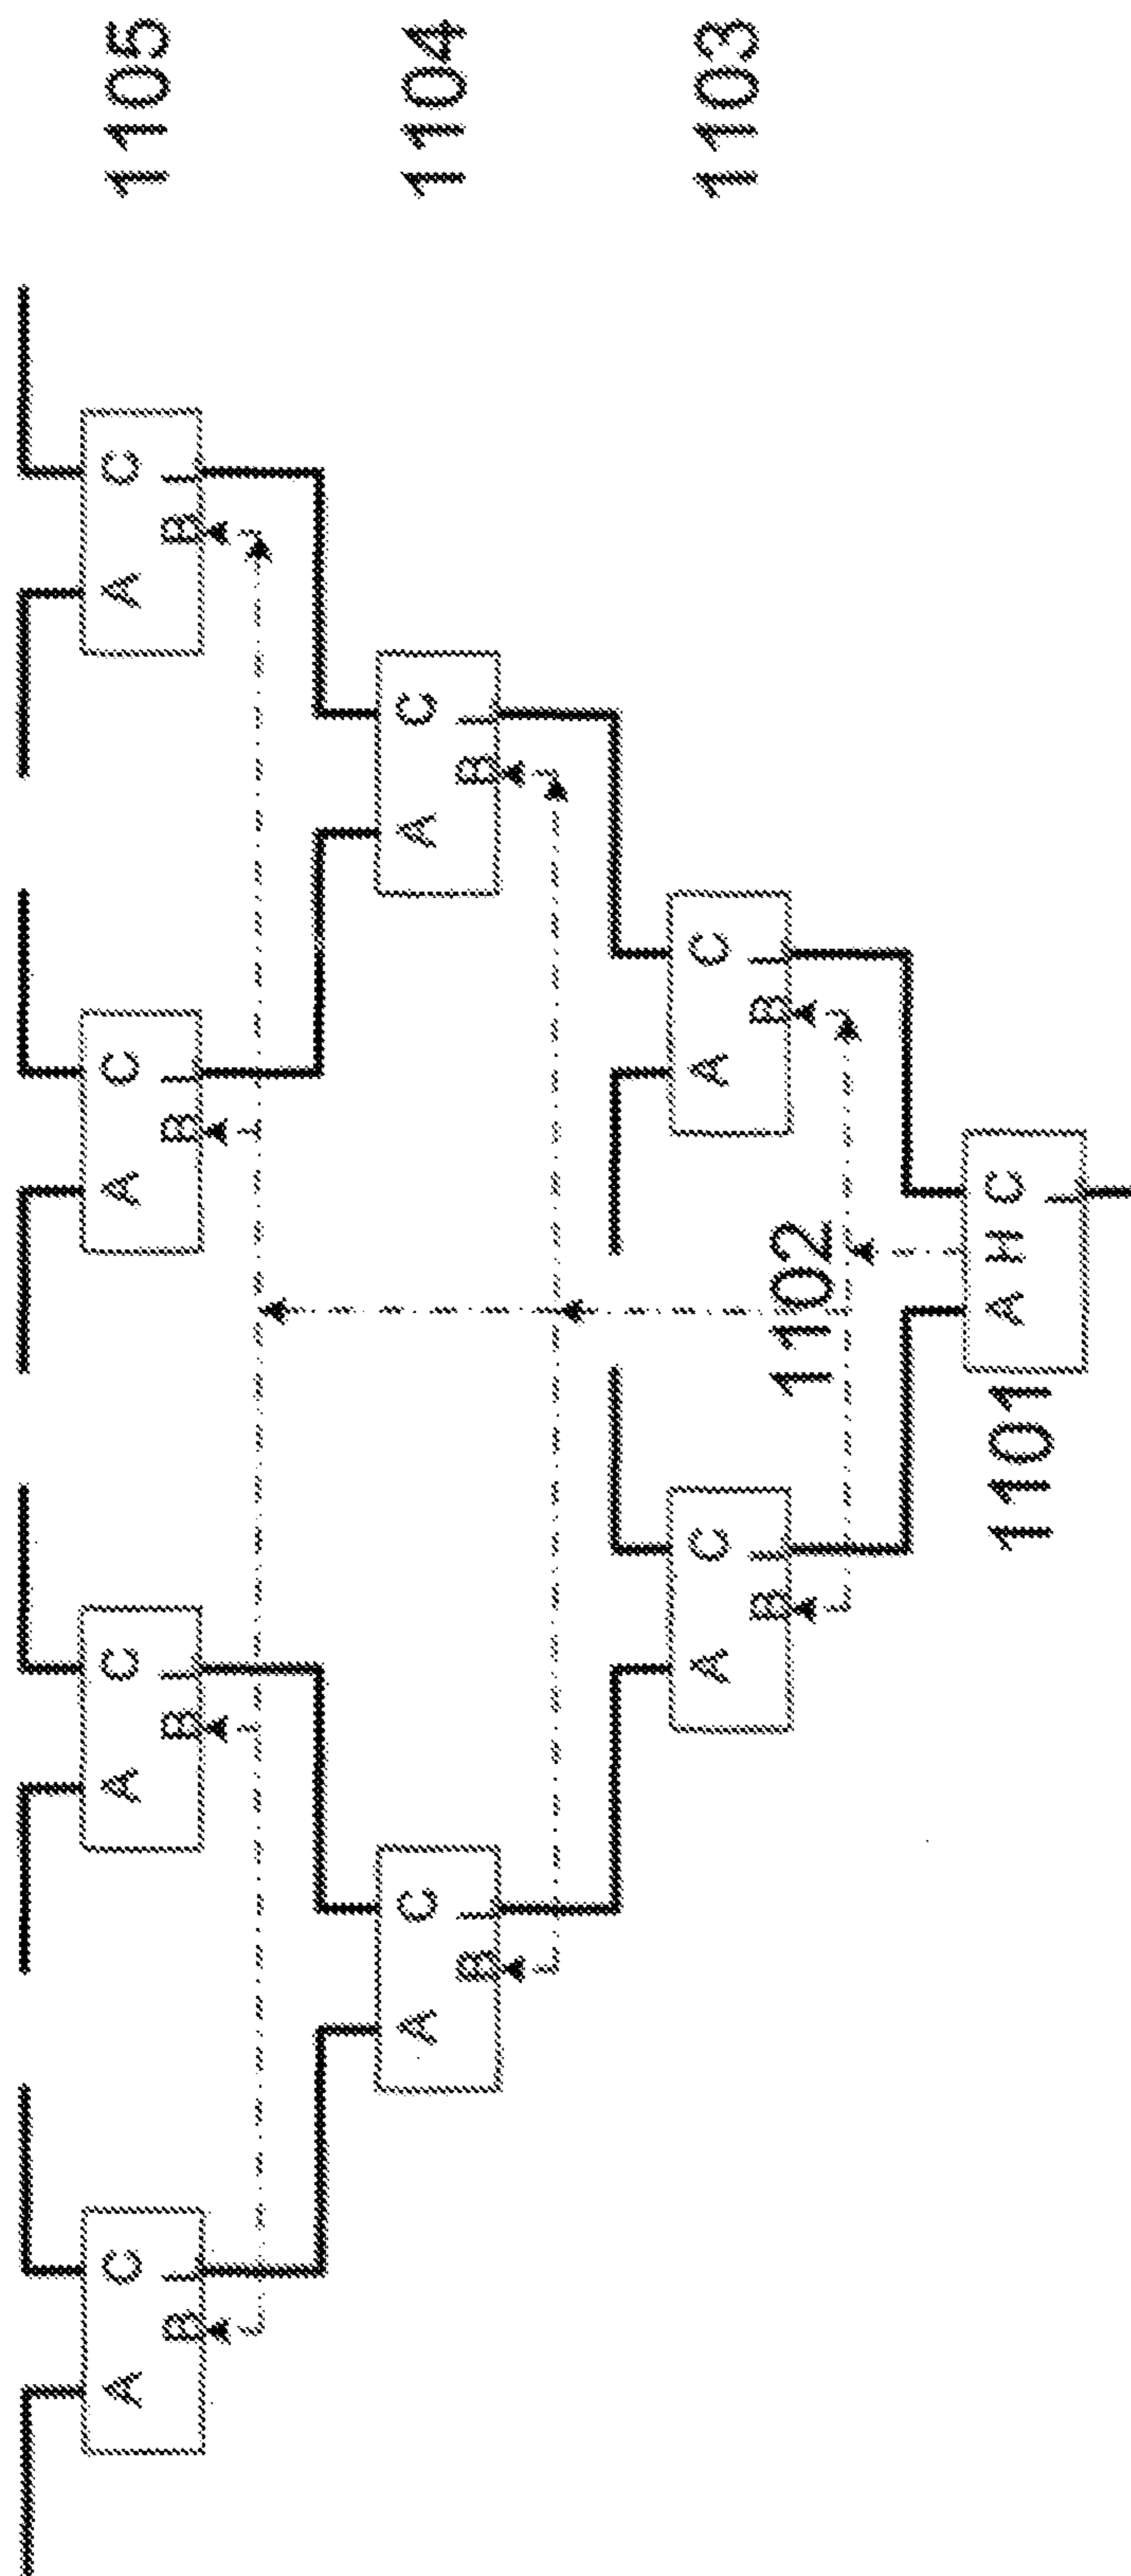 A C A C A C A C 1105
B I B I B I B I
A C A C 1104
B I B I
A C A C 1103
B I B I
1102
1101 A H C
I